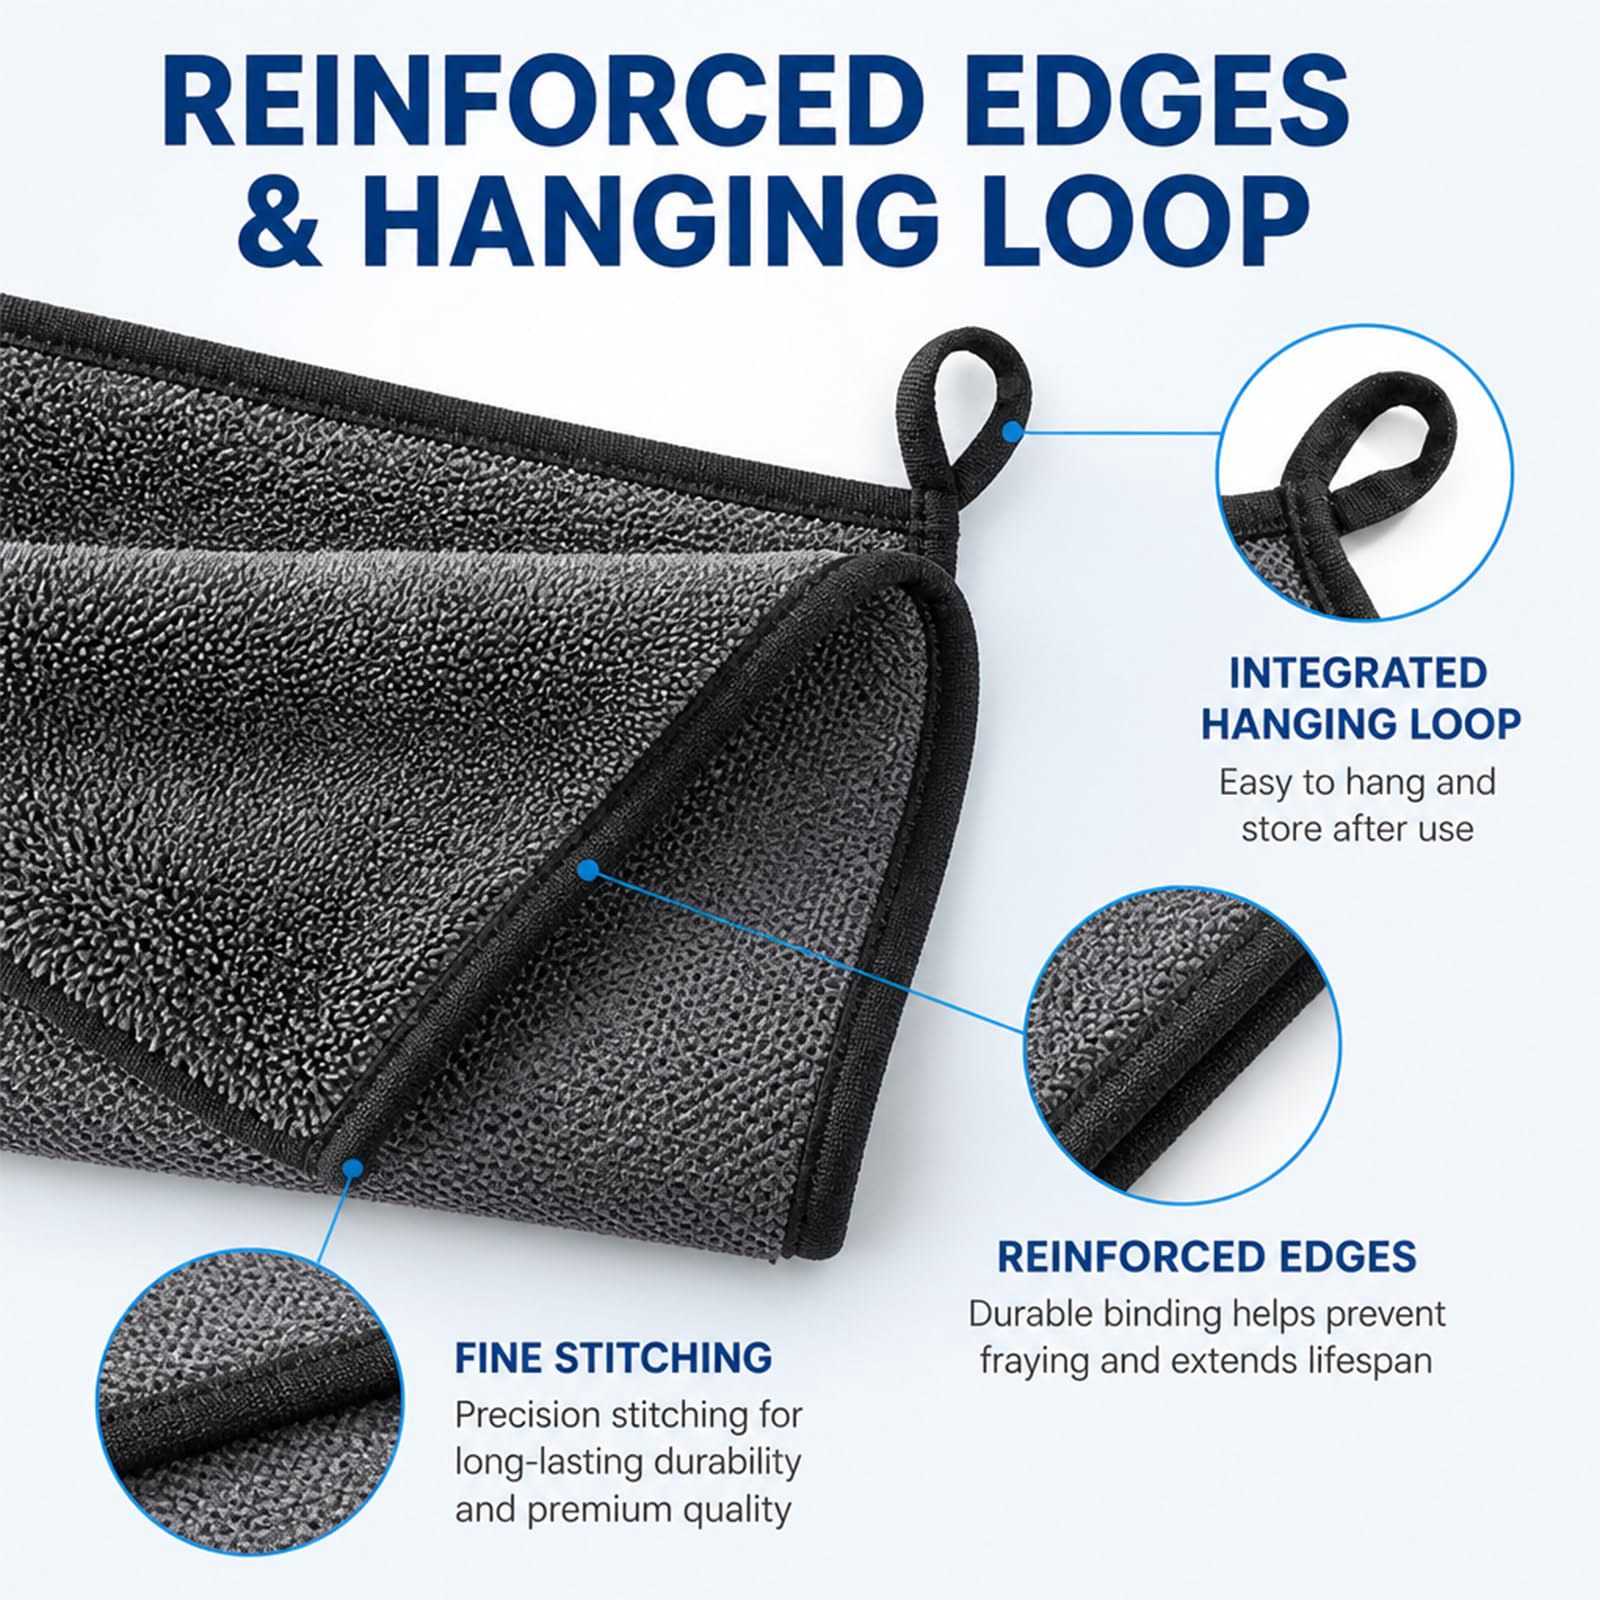 REINFORCED EDGES
& HANGING LOOP
INTEGRATED
HANGING LOOP
Easy to hang and
store after use
REINFORCED EDGES
Durable binding helps prevent
fraying and extends lifespan
FINE STITCHING
Precision stitching for
long-lasting durability
and premium quality